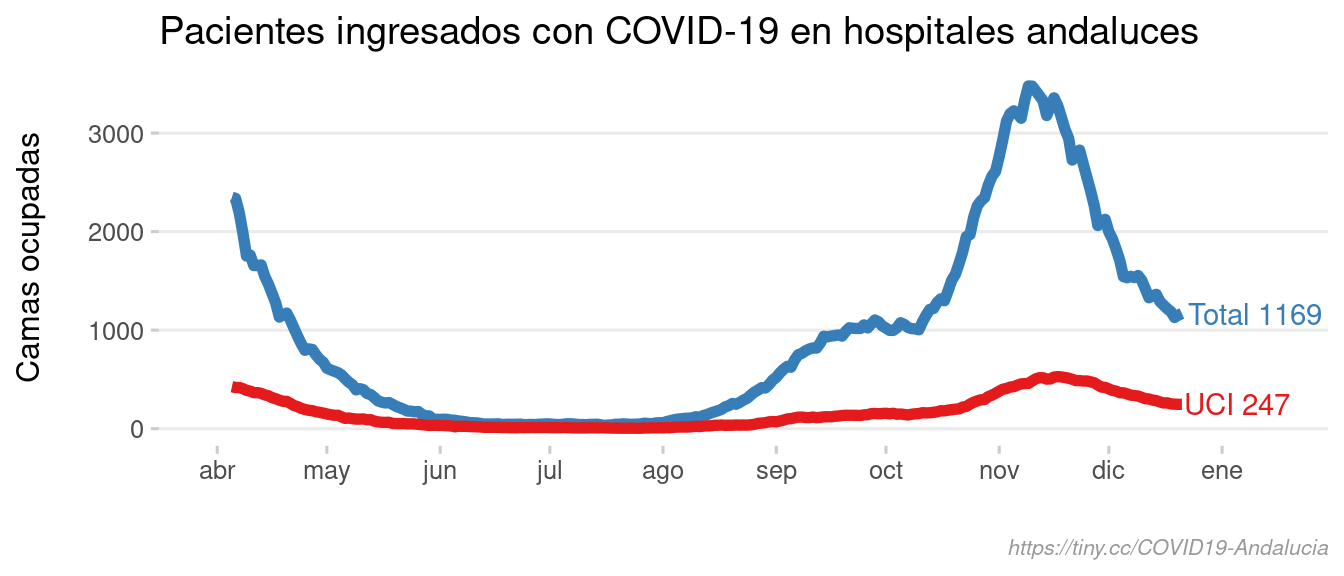 Pacientes ingresados con COVID-19 en hospitales andaluces
Camas ocupadas
3000
2000
1000
0
Total 1169
UCI 247
abr may jun jul ago sep oct nov dic ene
https://tiny.cc/COVID19-Andalucia